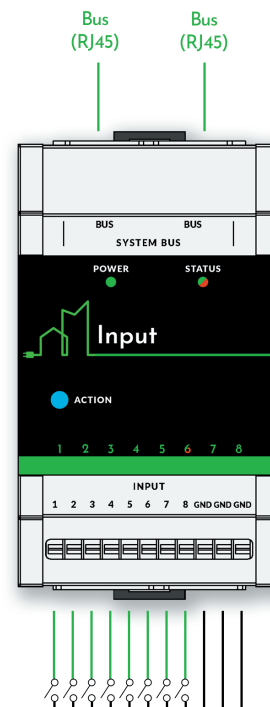 Bus Bus
(RJ45) (RJ45)
BUS BUS
SYSTEM BUS
POWER STATUS
Input
ACTION
1 2 3 4 5 6 7 8
INPUT
1 2 3 4 5 6 7 8 GND GND GND